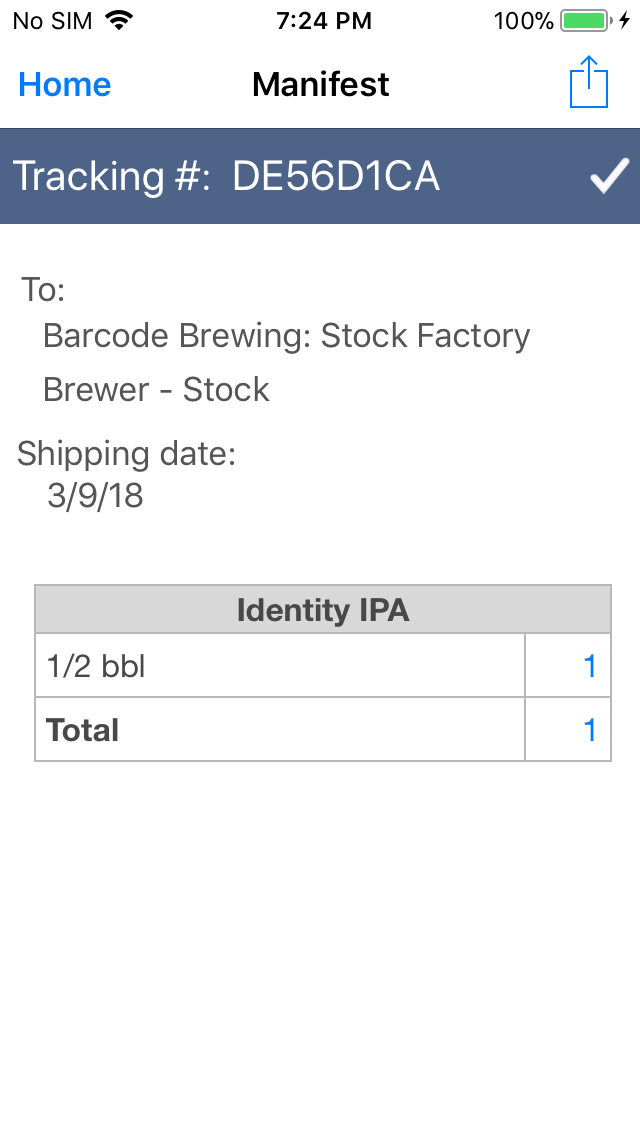 No SIM 7:24 PM 100%
Home Manifest
Tracking #: DE56D1CA
To:
Barcode Brewing: Stock Factory
Brewer - Stock
Shipping date:
3/9/18
Identity IPA
1/2 bbl 1
Total 1